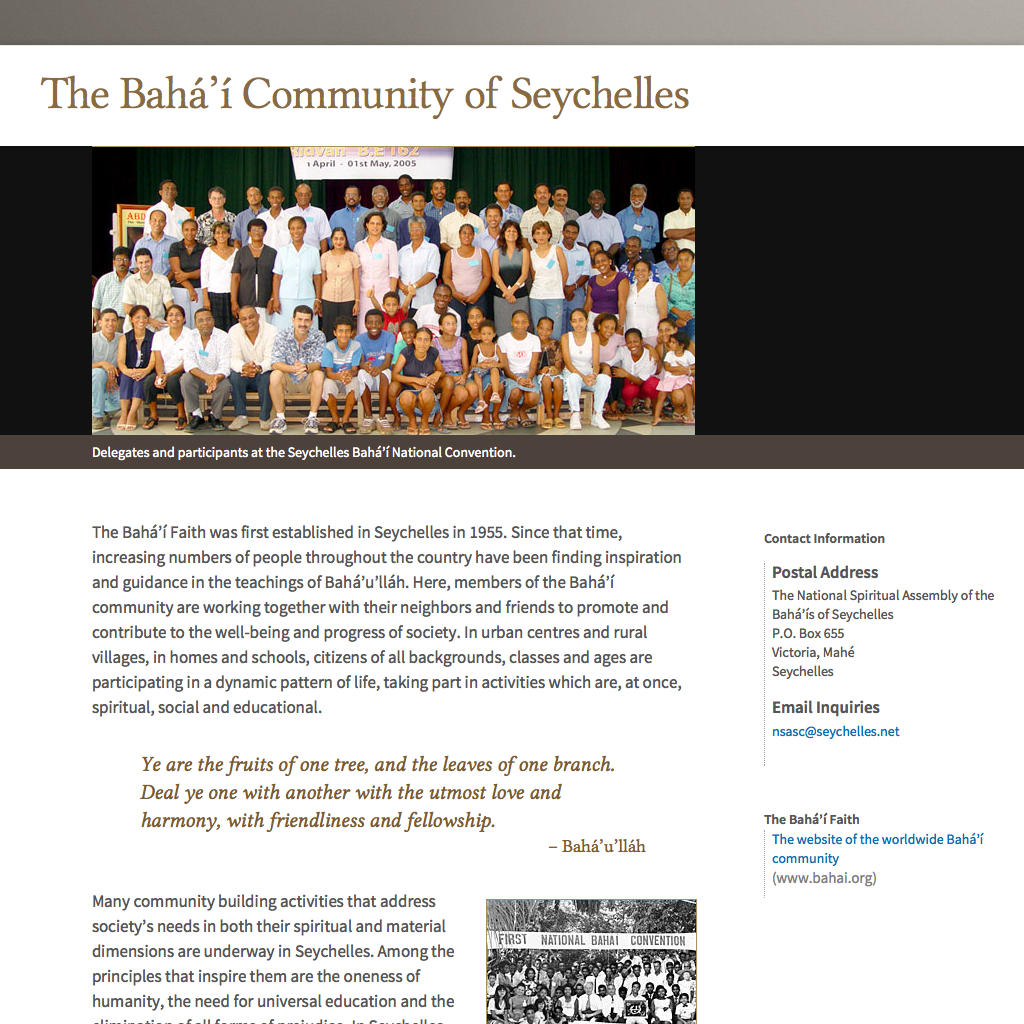 The Bahá’í Community of Seychelles
Ridván B.E 162
April - 01st May, 2005
ABD
Delegates and participants at the Seychelles Bahá’í National Convention.
The Bahá’í Faith was first established in Seychelles in 1955. Since that time,
increasing numbers of people throughout the country have been finding inspiration
and guidance in the teachings of Bahá’u’lláh. Here, members of the Bahá’í
community are working together with their neighbors and friends to promote and
contribute to the well-being and progress of society. In urban centres and rural
villages, in homes and schools, citizens of all backgrounds, classes and ages are
participating in a dynamic pattern of life, taking part in activities which are, at once,
spiritual, social and educational.
Ye are the fruits of one tree, and the leaves of one branch.
Deal ye one with another with the utmost love and
harmony, with friendliness and fellowship.
– Bahá’u’lláh
Many community building activities that address
society’s needs in both their spiritual and material
dimensions are underway in Seychelles. Among the
principles that inspire them are the oneness of
humanity, the need for universal education and the
elimination of all forms of prejudice. In Seychelles
FIRST NATIONAL BAHAI CONVENTION
Contact Information
Postal Address
The National Spiritual Assembly of the
Bahá’ís of Seychelles
P.O. Box 655
Victoria, Mahé
Seychelles
Email Inquiries
nsasc@seychelles.net
The Bahá’í Faith
The website of the worldwide Bahá’í
community
(www.bahai.org)